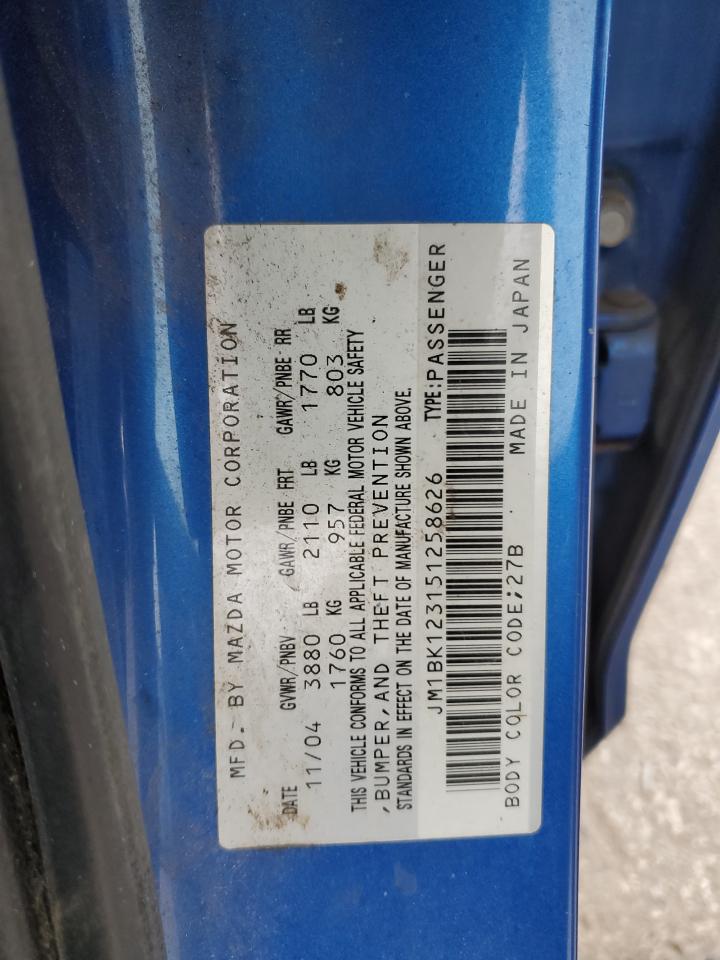 MFD. BY MAZDA MOTOR CORPORATION
DATE GVWR/PNBV GAWR/PNBE FRT GAWR/PNBE RR
11/04 3880 LB 2110 LB 1770 LB
1760 KG 957 KG 803 KG
THIS VEHICLE CONFORMS TO ALL APPLICABLE FEDERAL MOTOR VEHICLE SAFETY
,BUMPER,AND THEFT PREVENTION
STANDARDS IN EFFECT ON THE DATE OF MANUFACTURE SHOWN ABOVE.
JM1BK123151258626 TYPE:PASSENGER
BODY COLOR CODE;27B MADE IN JAPAN